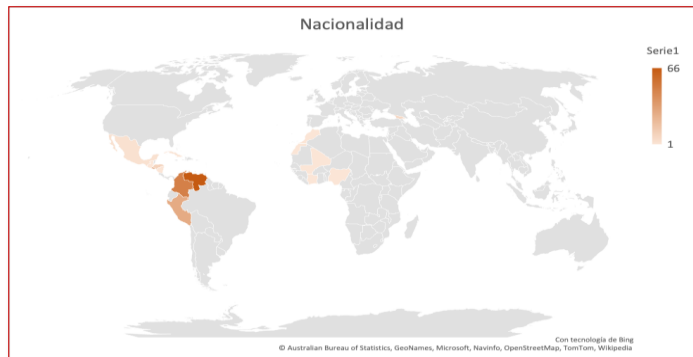 Nacionalidad
Serie1
66
1
Con tecnología de Bing
© Australian Bureau of Statistics, GeoNames, Microsoft, Navinfo, OpenStreetMap, TomTom, Wikipedia